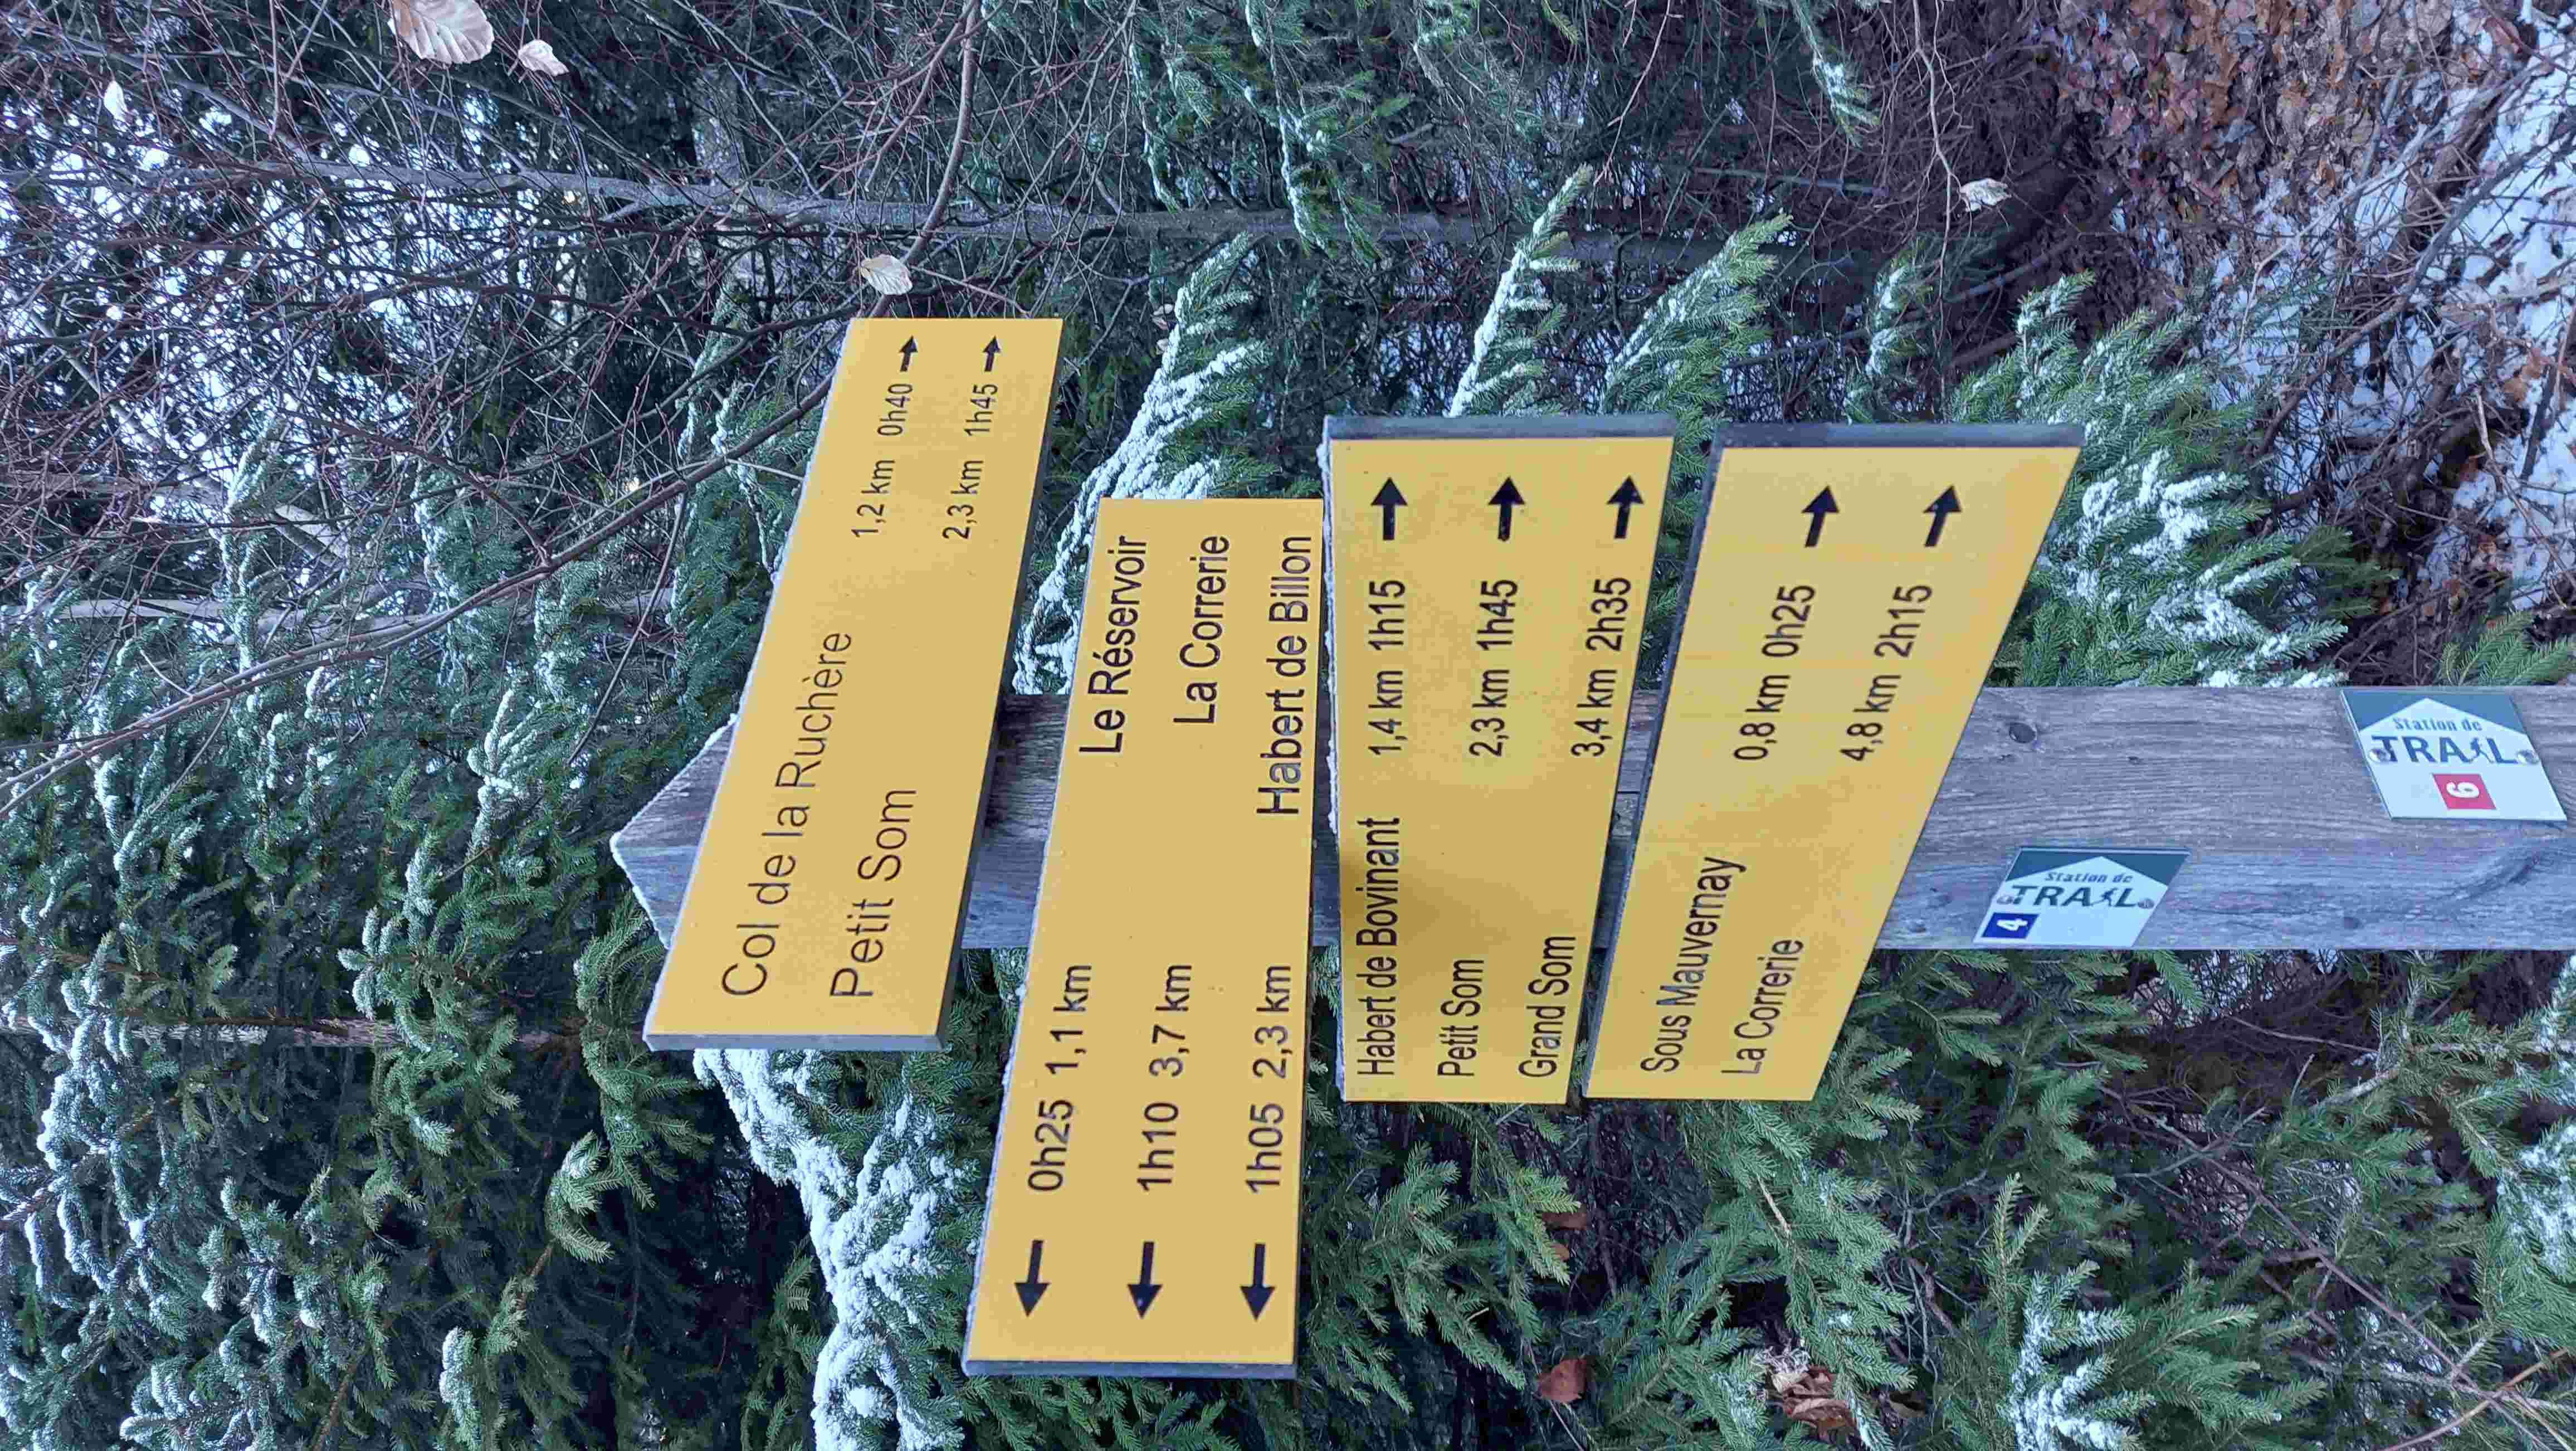 Col de la Ruchère 1,2 km 0h40
Petit Som 2,3 km 1h45
0h25 1,1 km Le Réservoir
1h10 3,7 km La Correrie
1h05 2,3 km Habert de Billon
Habert de Bovinant 1,4 km 1h15
Petit Som 2,3 km 1h45
Grand Som 3,4 km 2h35
Sous Mauvernay 0,8 km 0h25
La Correrie 4,8 km 2h15
4
Station de
TRAIL
6
Station de
TRAIL